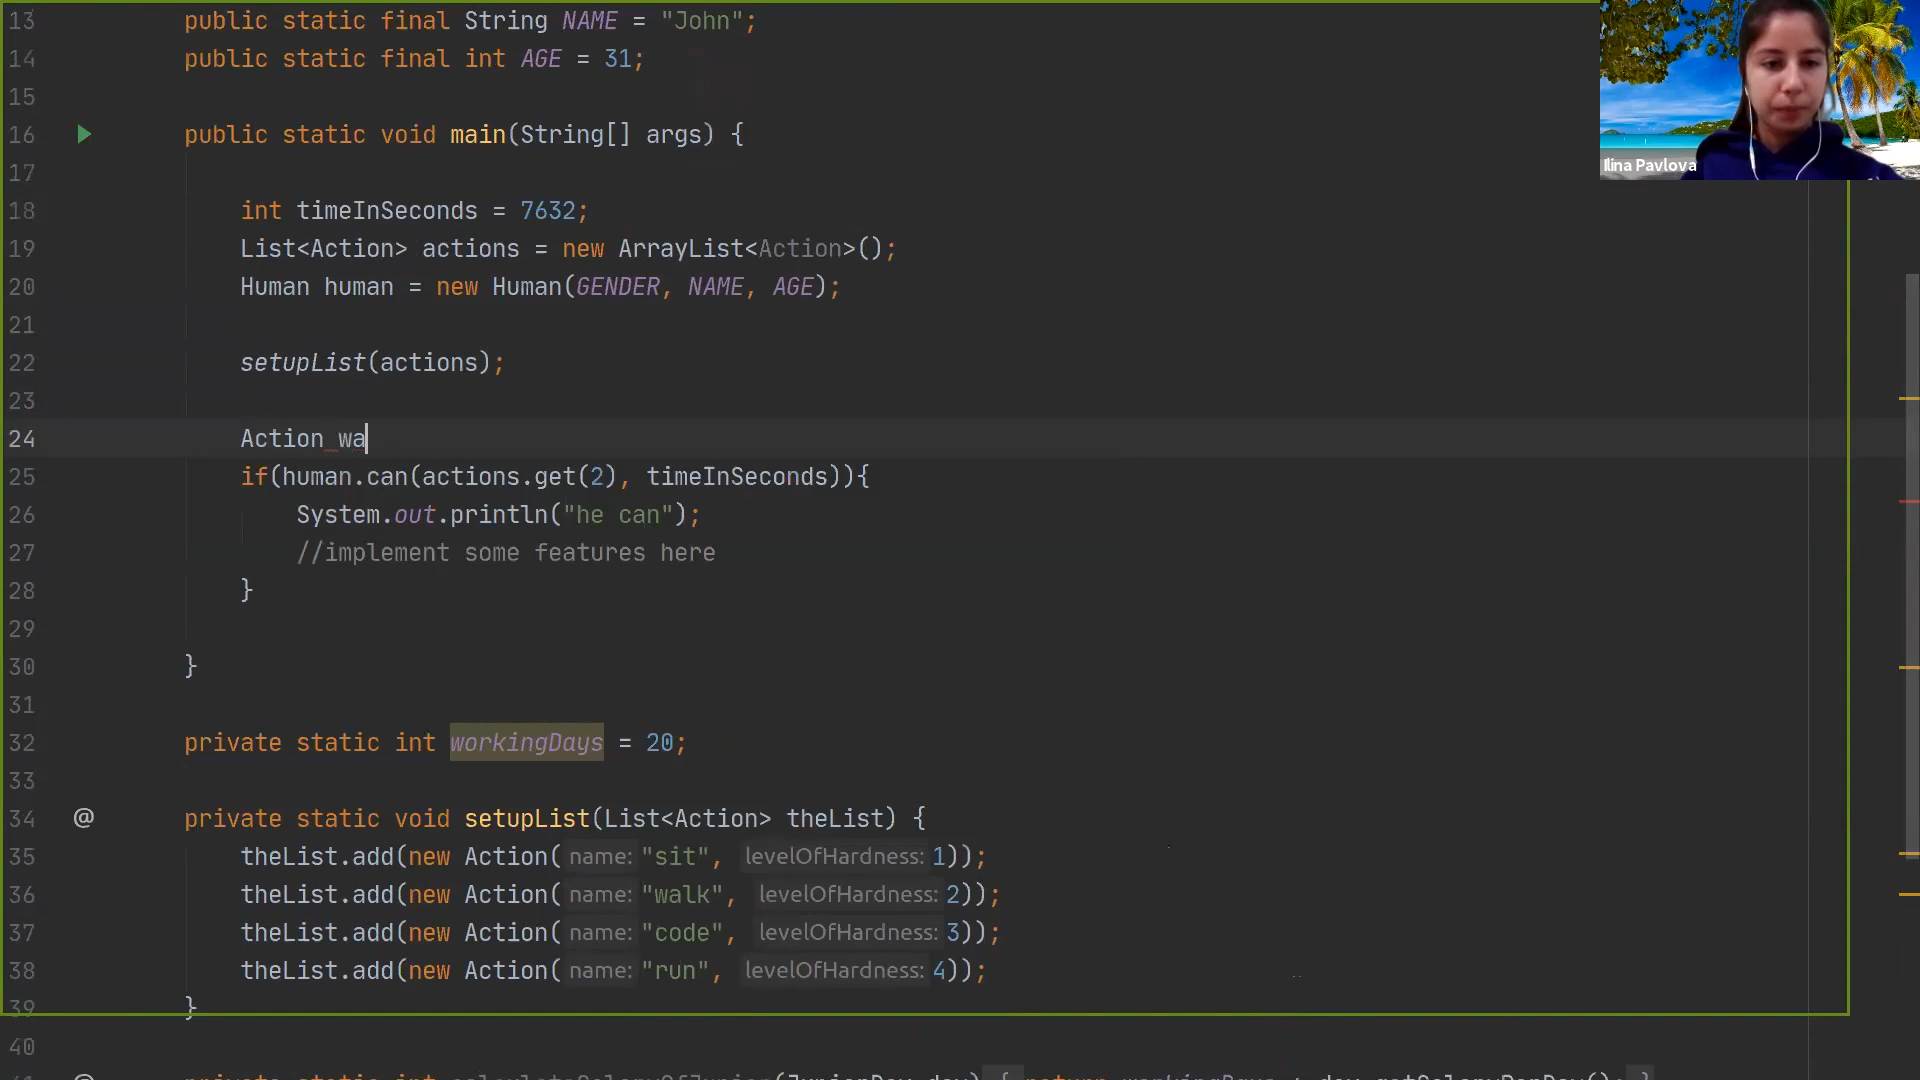 13 public static final String NAME = "John";
14 public static final int AGE = 31;
15
16 public static void main(String[] args) {
17
18 int timeInSeconds = 7632;
19 List<Action> actions = new ArrayList<Action>();
20 Human human = new Human(GENDER, NAME, AGE);
21
22 setupList(actions);
23
24 Action wa
25 if(human.can(actions.get(2), timeInSeconds)){
26 System.out.println("he can");
27 //implement some features here
28 }
29
30 }
31
32 private static int workingDays = 20;
33
34 @ private static void setupList(List<Action> theList) {
35 theList.add(new Action( name: "sit", levelOfHardness: 1));
36 theList.add(new Action( name: "walk", levelOfHardness: 2));
37 theList.add(new Action( name: "code", levelOfHardness: 3));
38 theList.add(new Action( name: "run", levelOfHardness: 4));
39 }
40
Ilina Pavlova